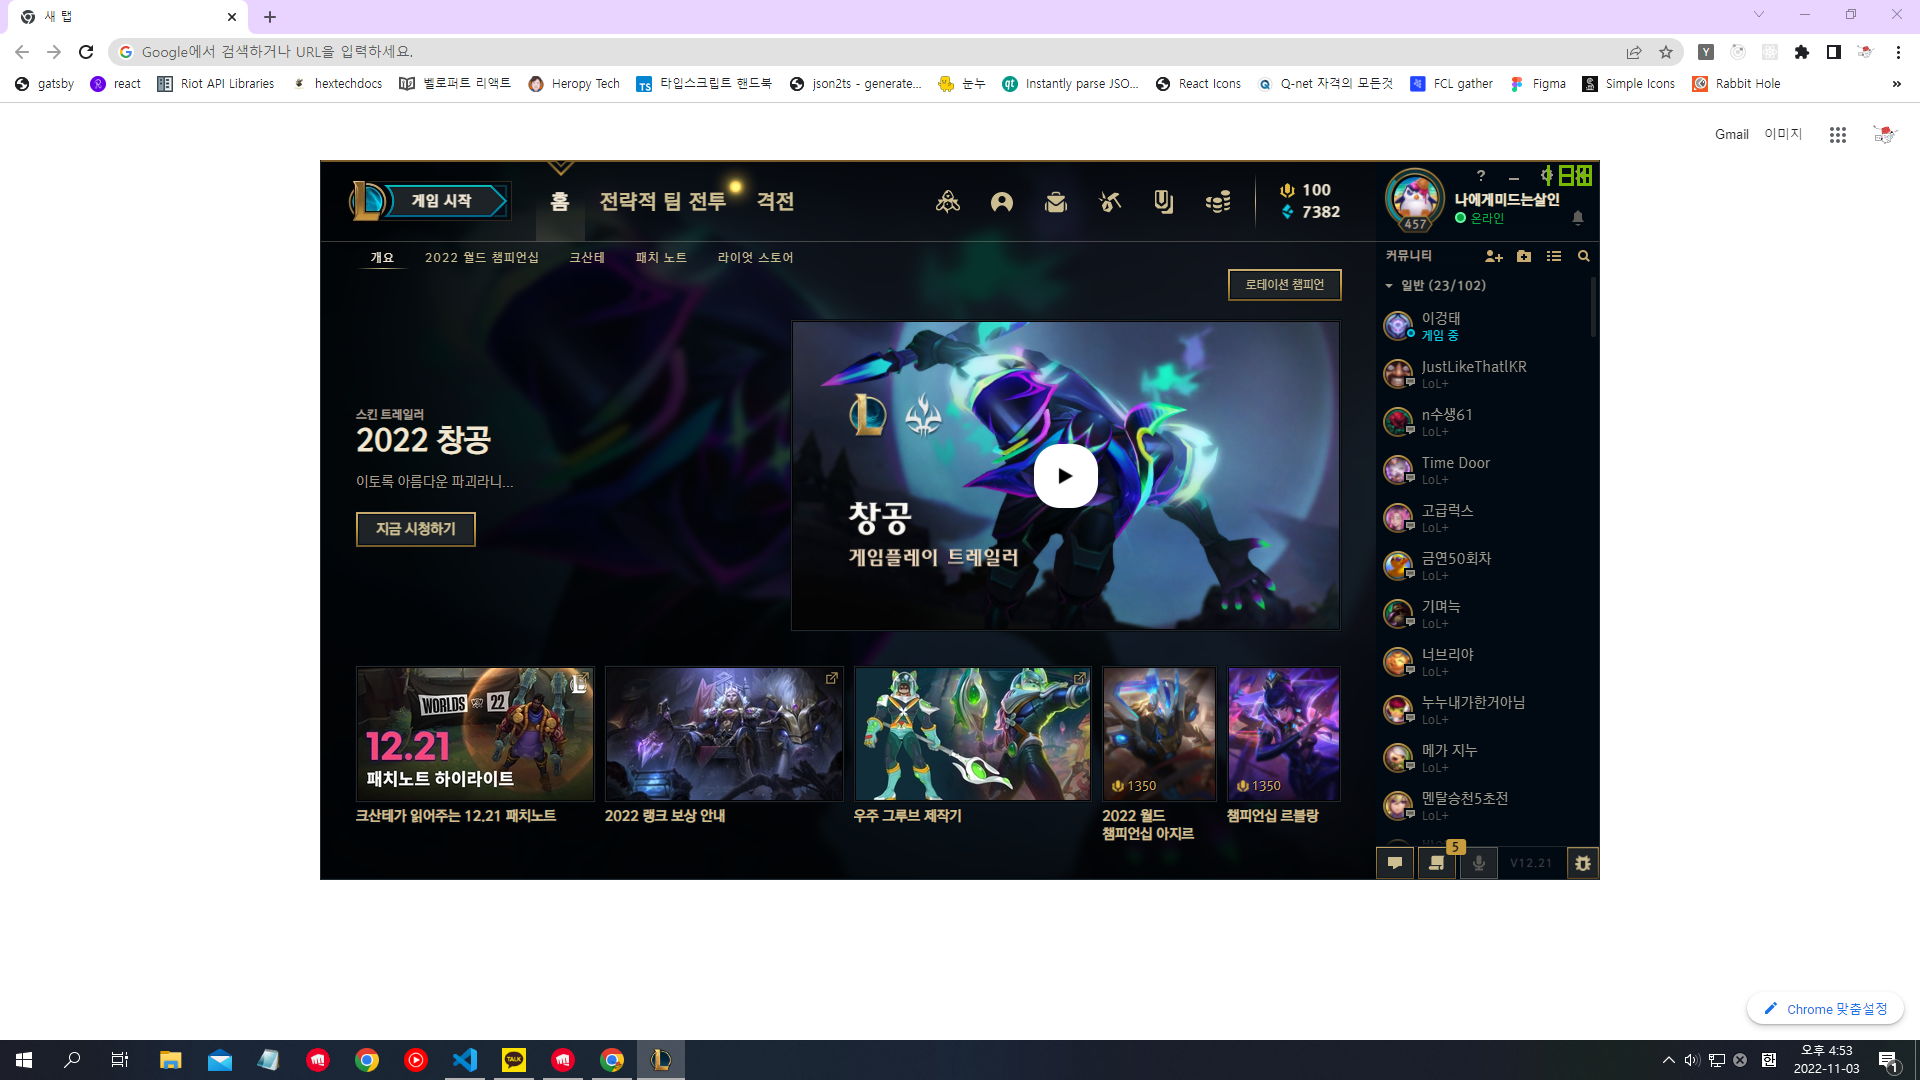 새 탭
Google에서 검색하거나 URL을 입력하세요.
gatsby
react
Riot API Libraries
hextechdocs
벨로퍼트 리액트
Heropy Tech
타입스크립트 핸드북
json2ts - generate...
눈누
Instantly parse JSO...
React Icons
Q-net 자격의 모든것
FCL gather
Figma
Simple Icons
Rabbit Hole
Gmail
이미지
게임 시작
홈
전략적 팀 전투
격전
100
7382
457
나에게미드는살인
온라인
개요
2022 월드 챔피언십
크산테
패치 노트
라이엇 스토어
로테이션 챔피언
커뮤니티
일반 (23/102)
이겅태
게임 중
JustLikeThatlKR
LoL+
n수생61
LoL+
Time Door
LoL+
고급럭스
LoL+
금연50회차
LoL+
기며늑
LoL+
너브리야
LoL+
누누내가한거아님
LoL+
메가 지누
LoL+
멘탈승천5초전
LoL+
스킨 트레일러
2022 창공
이토록 아름다운 파괴라니...
지금 시청하기
창공
게임플레이 트레일러
WORLDS 22
12.21
패치노트 하이라이트
크산테가 읽어주는 12.21 패치노트
2022 랭크 보상 안내
우주 그루브 제작기
1350
2022 월드
챔피언십 아지르
1350
챔피언십 르블랑
5
V12.21
Chrome 맞춤설정
TALK
한
오후 4:53
2022-11-03
1